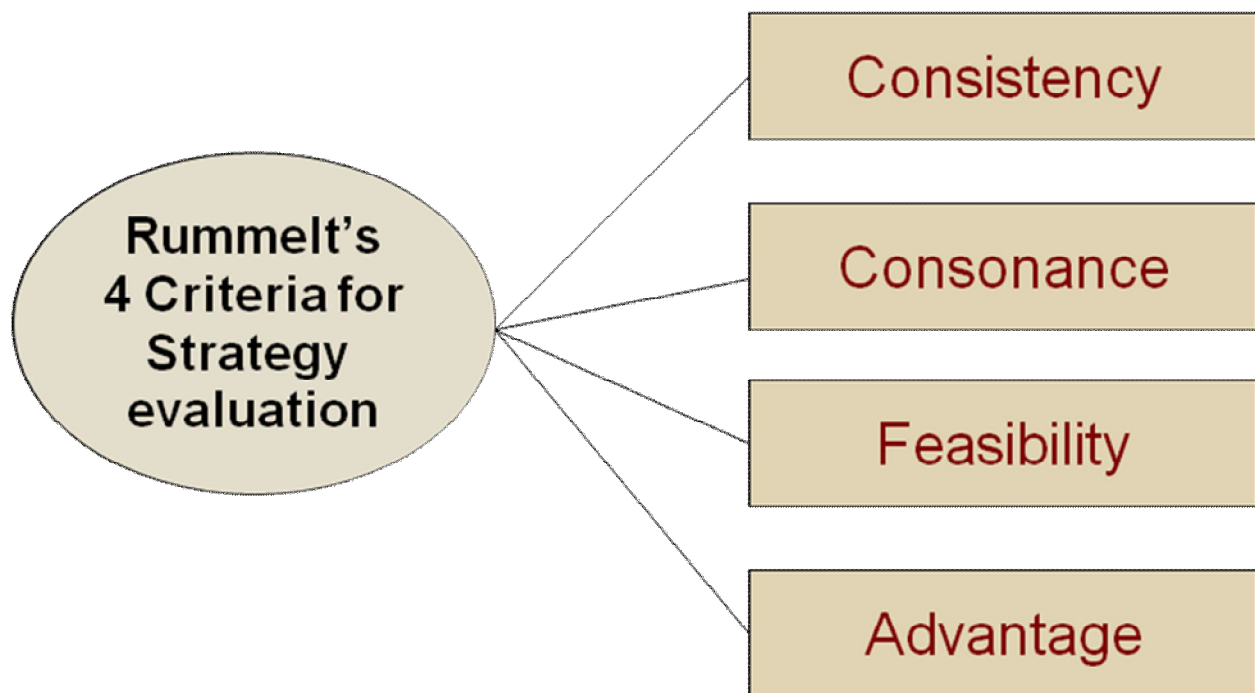 Rummelt’s
4 Criteria for
Strategy
evaluation
Consistency
Consonance
Feasibility
Advantage